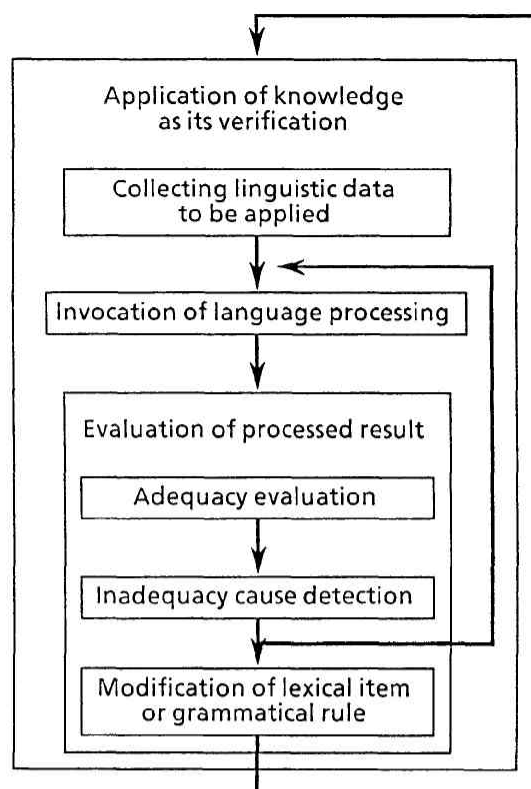 Application of knowledge
as its verification
Collecting linguistic data
to be applied
Invocation of language processing
Evaluation of processed result
Adequacy evaluation
Inadequacy cause detection
Modification of lexical item
or grammatical rule